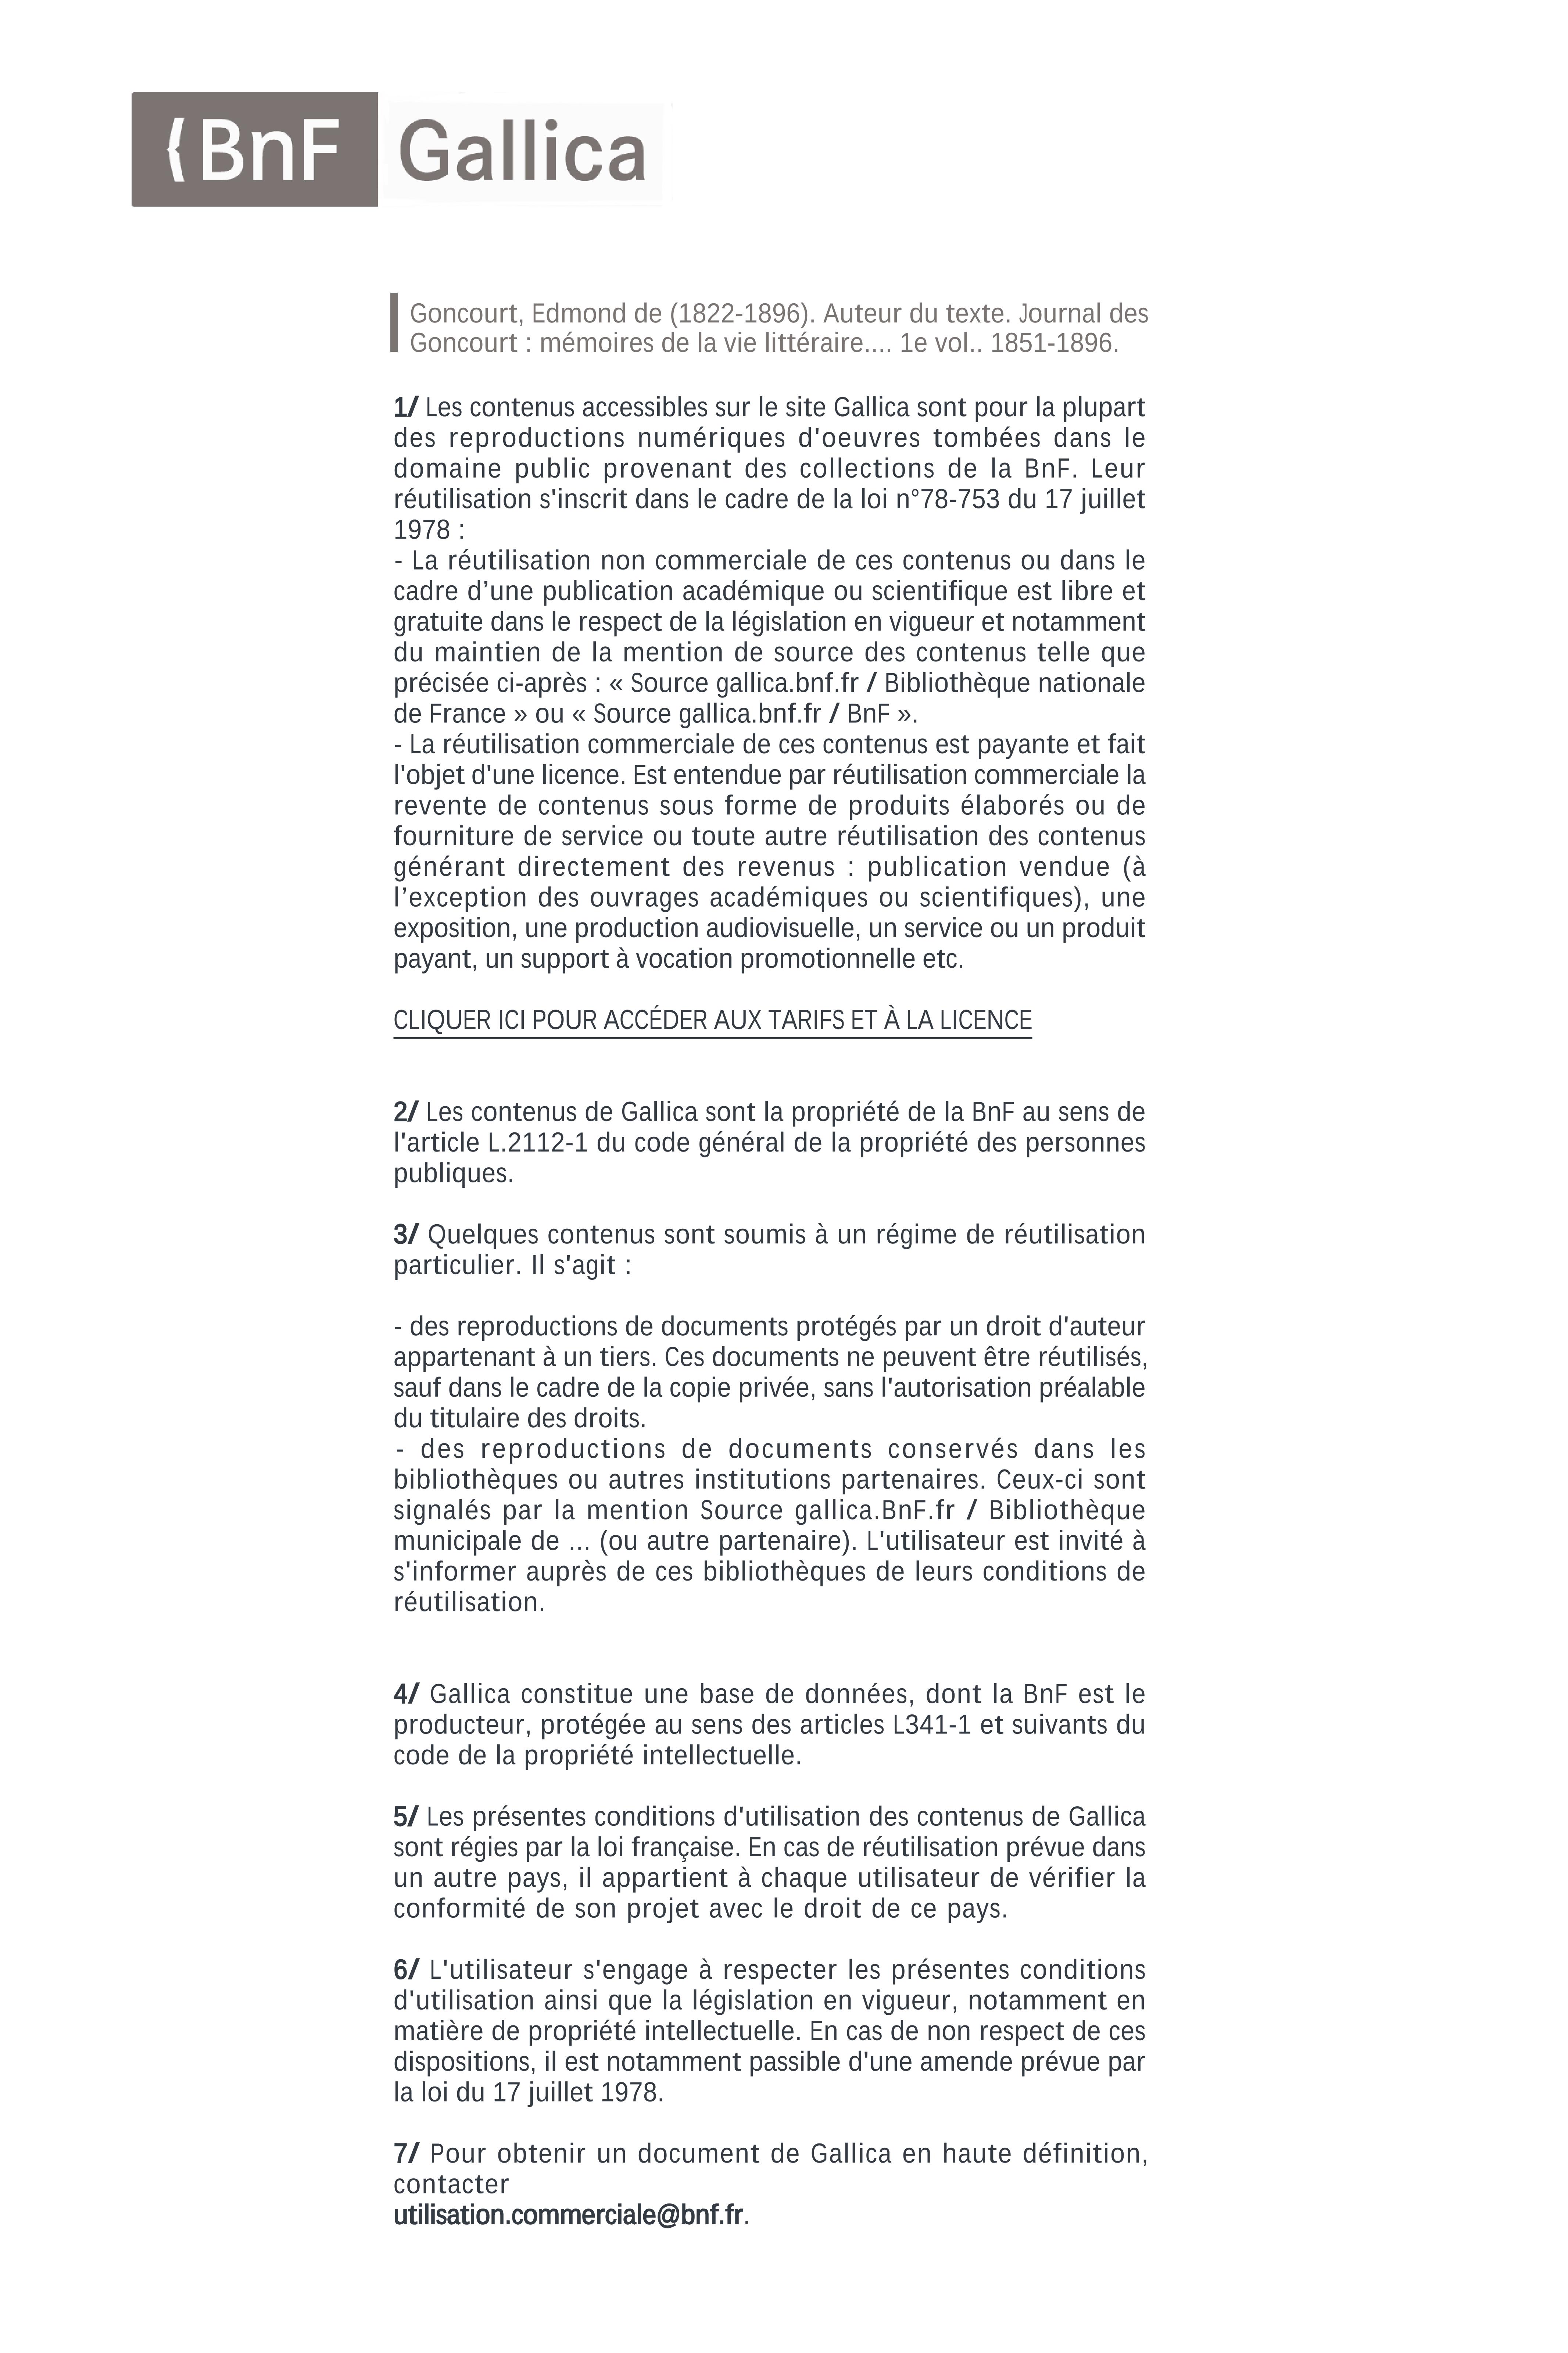 BnF Gallica
Goncourt, Edmond de (1822-1896). Auteur du texte. Journal des
Goncourt : mémoires de la vie littéraire.... 1e vol.. 1851-1896.
1/ Les contenus accessibles sur le site Gallica sont pour la plupart
des reproductions numériques d'oeuvres tombées dans le
domaine public provenant des collections de la BnF. Leur
réutilisation s'inscrit dans le cadre de la loi n°78-753 du 17 juillet
1978 :
- La réutilisation non commerciale de ces contenus ou dans le
cadre d’une publication académique ou scientifique est libre et
gratuite dans le respect de la législation en vigueur et notamment
du maintien de la mention de source des contenus telle que
précisée ci-après : « Source gallica.bnf.fr / Bibliothèque nationale
de France » ou « Source gallica.bnf.fr / BnF ».
- La réutilisation commerciale de ces contenus est payante et fait
l'objet d'une licence. Est entendue par réutilisation commerciale la
revente de contenus sous forme de produits élaborés ou de
fourniture de service ou toute autre réutilisation des contenus
générant directement des revenus : publication vendue (à
l’exception des ouvrages académiques ou scientifiques), une
exposition, une production audiovisuelle, un service ou un produit
payant, un support à vocation promotionnelle etc.
CLIQUER ICI POUR ACCÉDER AUX TARIFS ET À LA LICENCE
2/ Les contenus de Gallica sont la propriété de la BnF au sens de
l'article L.2112-1 du code général de la propriété des personnes
publiques.
3/ Quelques contenus sont soumis à un régime de réutilisation
particulier. Il s'agit :
- des reproductions de documents protégés par un droit d'auteur
appartenant à un tiers. Ces documents ne peuvent être réutilisés,
sauf dans le cadre de la copie privée, sans l'autorisation préalable
du titulaire des droits.
- des reproductions de documents conservés dans les
bibliothèques ou autres institutions partenaires. Ceux-ci sont
signalés par la mention Source gallica.BnF.fr / Bibliothèque
municipale de ... (ou autre partenaire). L'utilisateur est invité à
s'informer auprès de ces bibliothèques de leurs conditions de
réutilisation.
4/ Gallica constitue une base de données, dont la BnF est le
producteur, protégée au sens des articles L341-1 et suivants du
code de la propriété intellectuelle.
5/ Les présentes conditions d'utilisation des contenus de Gallica
sont régies par la loi française. En cas de réutilisation prévue dans
un autre pays, il appartient à chaque utilisateur de vérifier la
conformité de son projet avec le droit de ce pays.
6/ L'utilisateur s'engage à respecter les présentes conditions
d'utilisation ainsi que la législation en vigueur, notamment en
matière de propriété intellectuelle. En cas de non respect de ces
dispositions, il est notamment passible d'une amende prévue par
la loi du 17 juillet 1978.
7/ Pour obtenir un document de Gallica en haute définition,
contacter
utilisation.commerciale@bnf.fr.